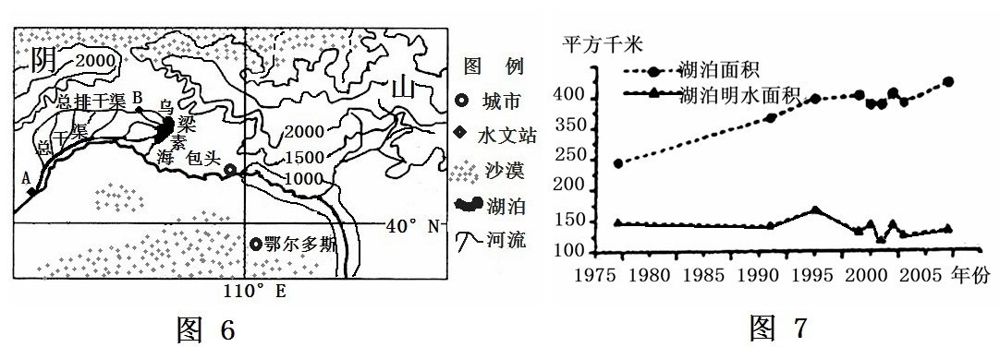 阴
2000
总排干渠 B
乌
梁
素
海
总干渠
A
包头
山
2000
1500
1000
40° N
鄂尔多斯
110° E
图 例
城市
水文站
沙漠
湖泊
河流
图 6
平方千米
湖泊面积
湖泊明水面积
400
350
250
200
150
100
1975 1980 1985 1990 1995 2000 2005 年份
图 7